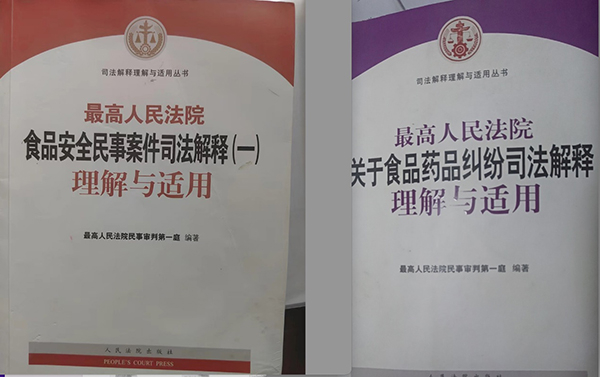 司法解释理解与适用丛书
最高人民法院
食品安全民事案件司法解释(一)
理解与适用
最高人民法院民事审判第一庭 编著
人民法院出版社
PEOPLE'S COURT PRESS
司法解释理解与适用丛书
最高人民法院
关于食品药品纠纷司法解释
理解与适用
最高人民法院民事审判第一庭 编著